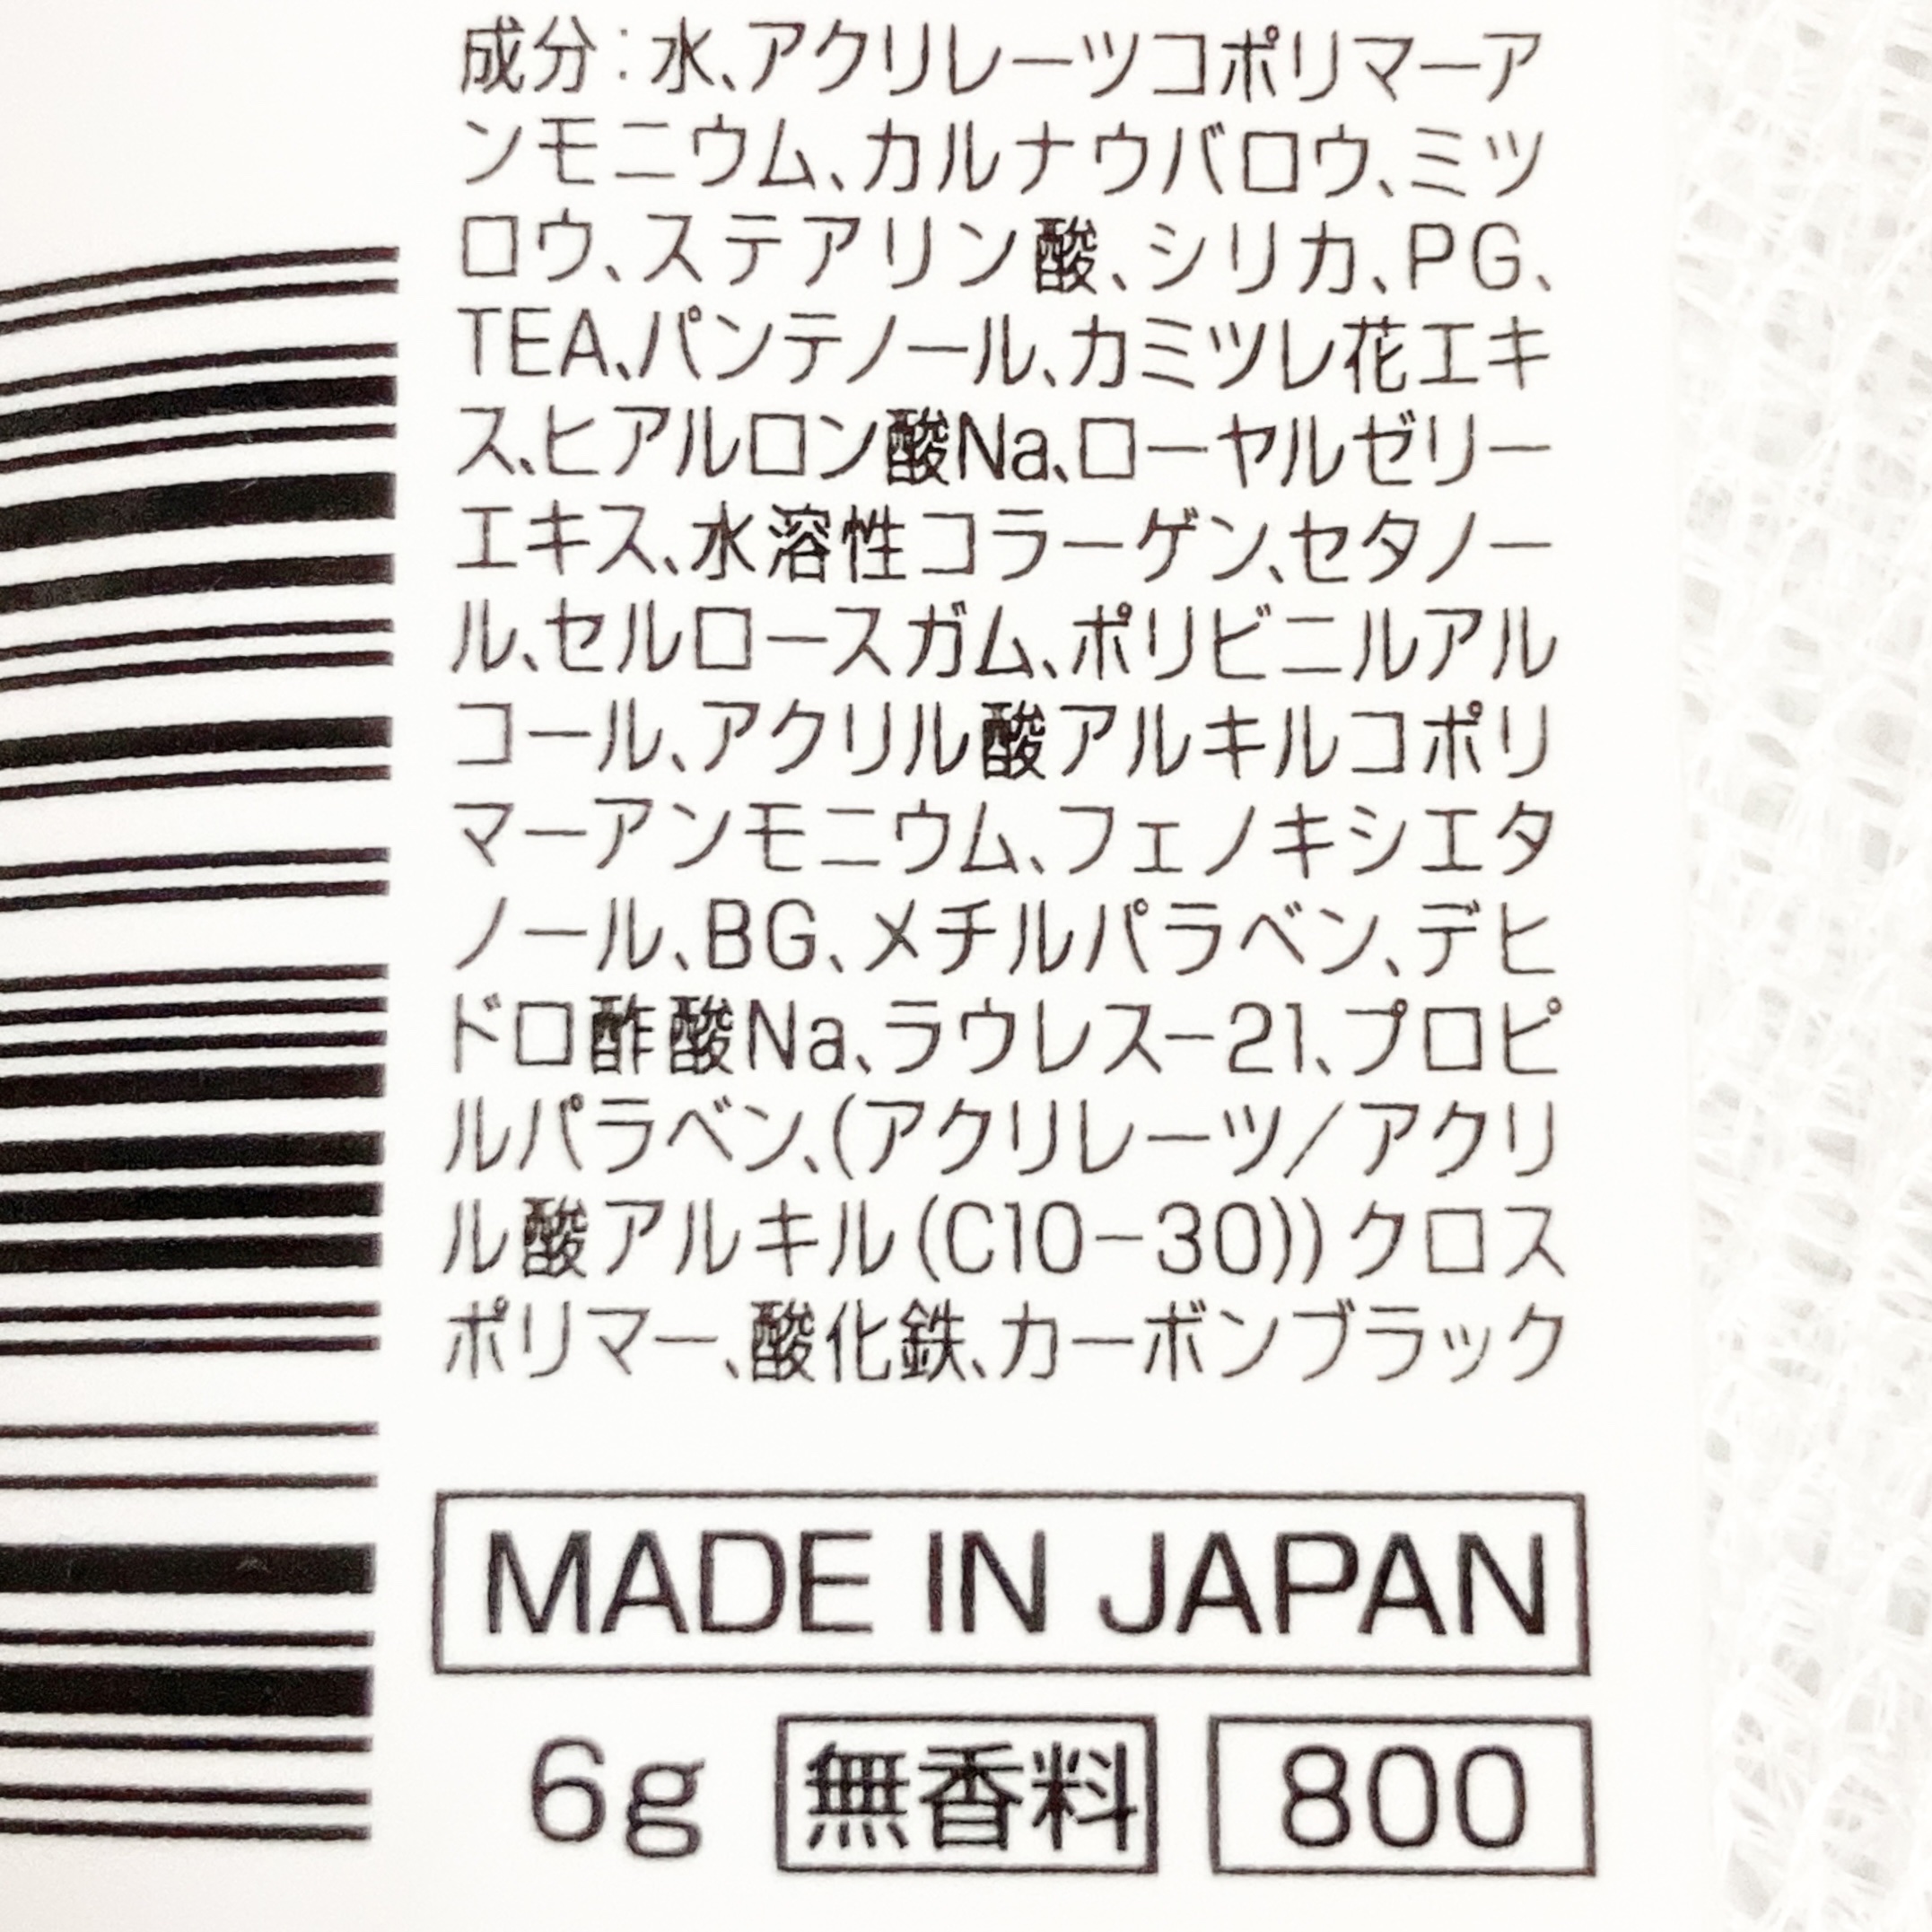 成分：水、アクリレーツコポリマーア
ンモニウム、カルナウバロウ、ミツ
ロウ、ステアリン酸、シリカ、PG、
TEA、パンテノール、カミツレ花エキ
ス、ヒアルロン酸Na、ローヤルゼリー
エキス、水溶性コラーゲン、セタノー
ル、セルロースガム、ポリビニルアル
コール、アクリル酸アルキルコポリ
マーアンモニウム、フェノキシエタ
ノール、BG、メチルパラベン、デヒ
ドロ酢酸Na、ラウレス−21、プロピ
ルパラベン、(アクリレーツ/アクリ
ル酸アルキル(C10−30))クロス
ポリマー、酸化鉄、カーボンブラック
MADE IN JAPAN
6g 無香料 800